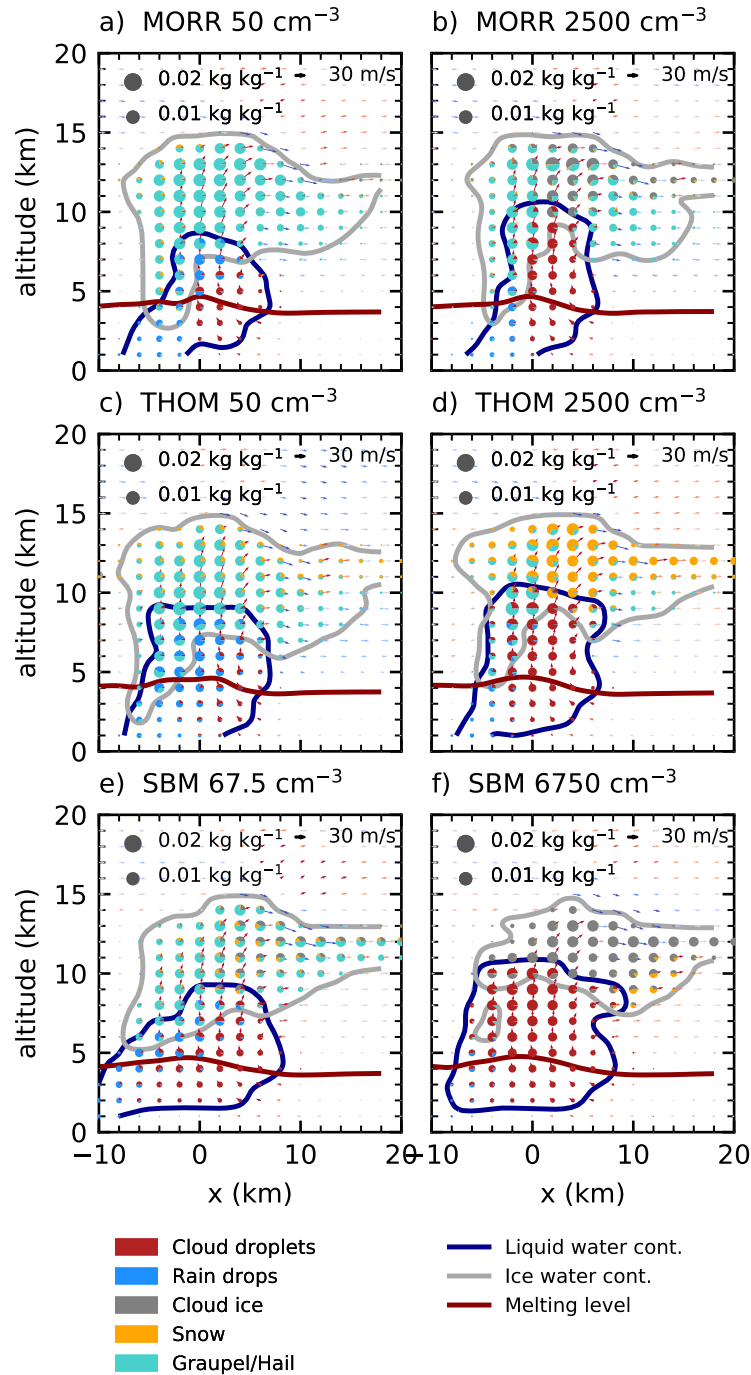 a) MORR 50 cm⁻³
b) MORR 2500 cm⁻³
20
15
10
5
0
altitude (km)
0.02 kg kg⁻¹
30 m/s
0.01 kg kg⁻¹
0.02 kg kg⁻¹
30 m/s
0.01 kg kg⁻¹
c) THOM 50 cm⁻³
d) THOM 2500 cm⁻³
20
15
10
5
0
altitude (km)
0.02 kg kg⁻¹
30 m/s
0.01 kg kg⁻¹
0.02 kg kg⁻¹
30 m/s
0.01 kg kg⁻¹
e) SBM 67.5 cm⁻³
f) SBM 6750 cm⁻³
20
15
10
5
0
altitude (km)
0.02 kg kg⁻¹
30 m/s
0.01 kg kg⁻¹
0.02 kg kg⁻¹
30 m/s
0.01 kg kg⁻¹
−10 0 10 20
−10 0 10 20
x (km)
x (km)
Cloud droplets
Rain drops
Cloud ice
Snow
Graupel/Hail
Liquid water cont.
Ice water cont.
Melting level